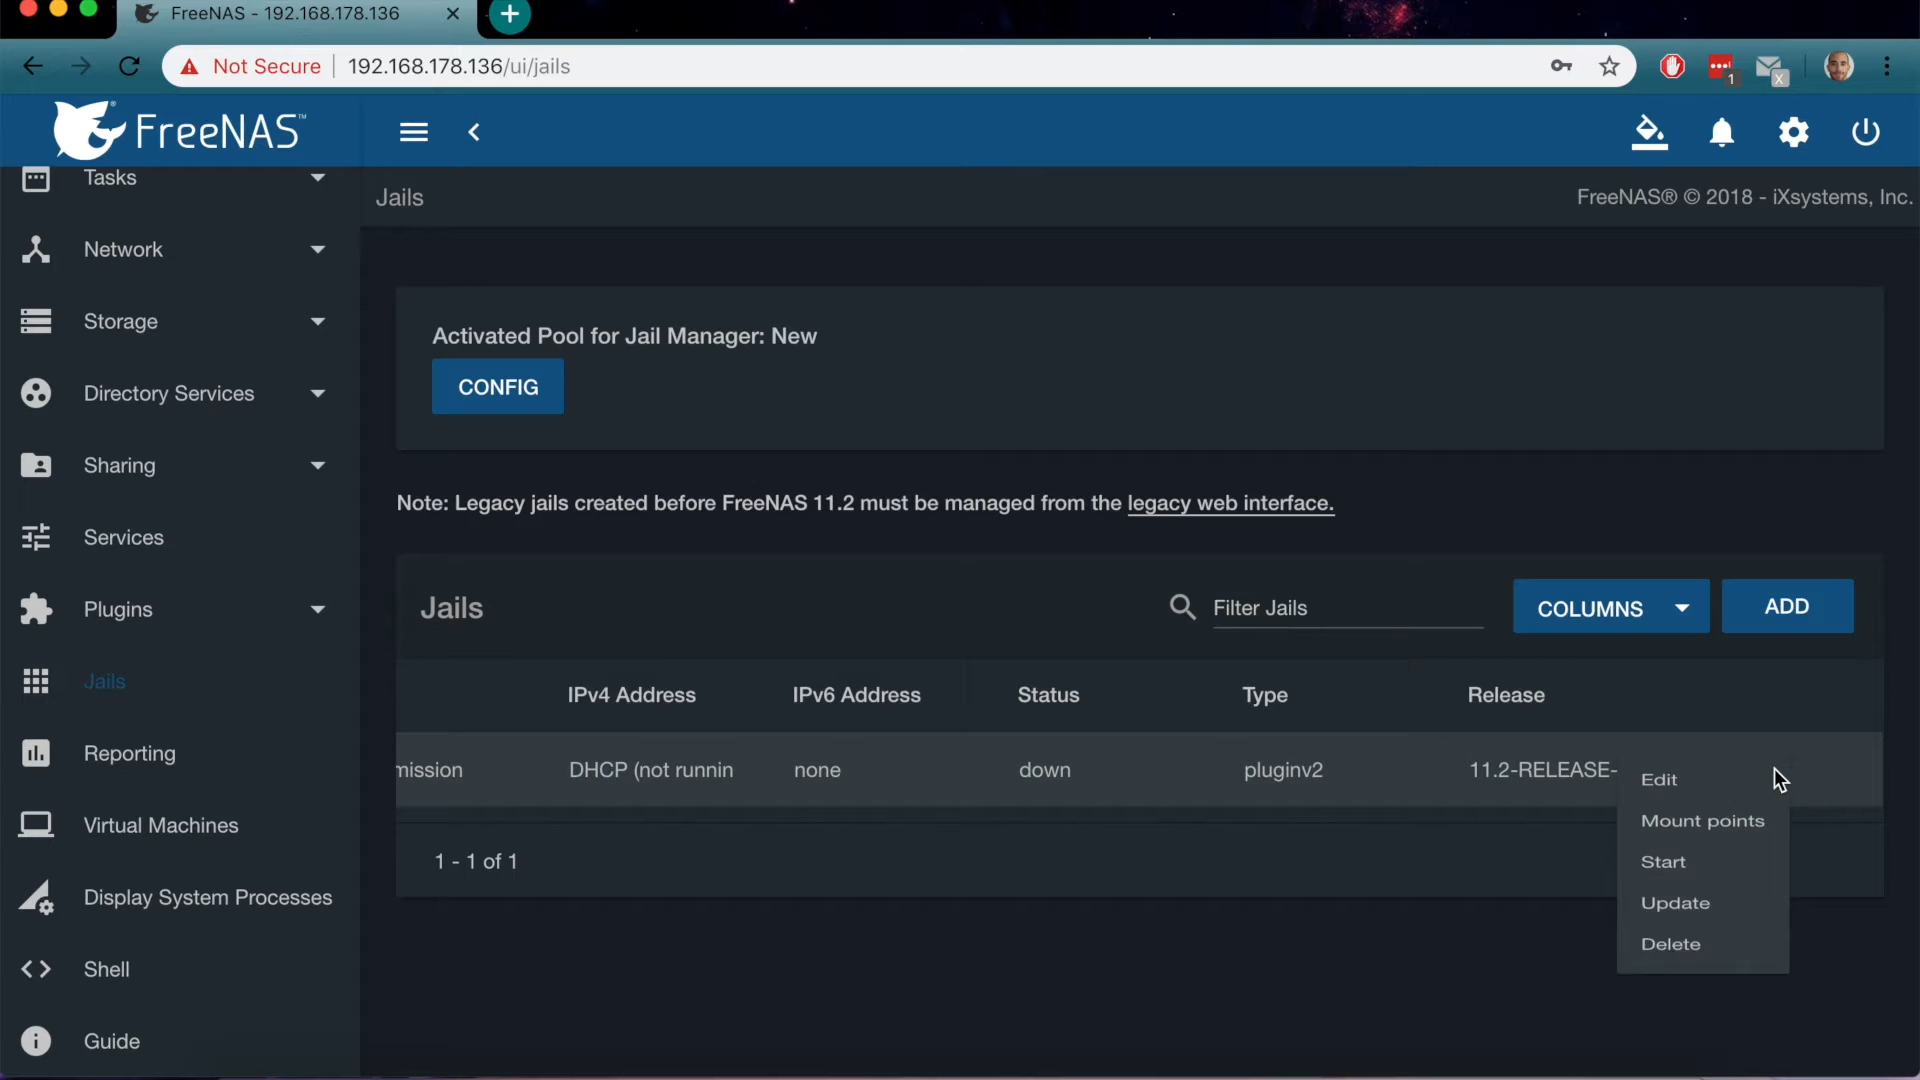 FreeNAS - 192.168.178.136
Not Secure 192.168.178.136/ui/jails
1
X
FreeNAS™
Tasks
Network
Storage
Directory Services
Sharing
Services
Plugins
Jails
Reporting
Virtual Machines
Display System Processes
Shell
Guide
Jails
FreeNAS® © 2018 - iXsystems, Inc.
Activated Pool for Jail Manager: New
CONFIG
Note: Legacy jails created before FreeNAS 11.2 must be managed from the legacy web interface.
Jails
Filter Jails
COLUMNS
ADD
IPv4 Address IPv6 Address Status Type Release
mission DHCP (not runnin none down pluginv2 11.2-RELEASE-
1 - 1 of 1
Edit
Mount points
Start
Update
Delete